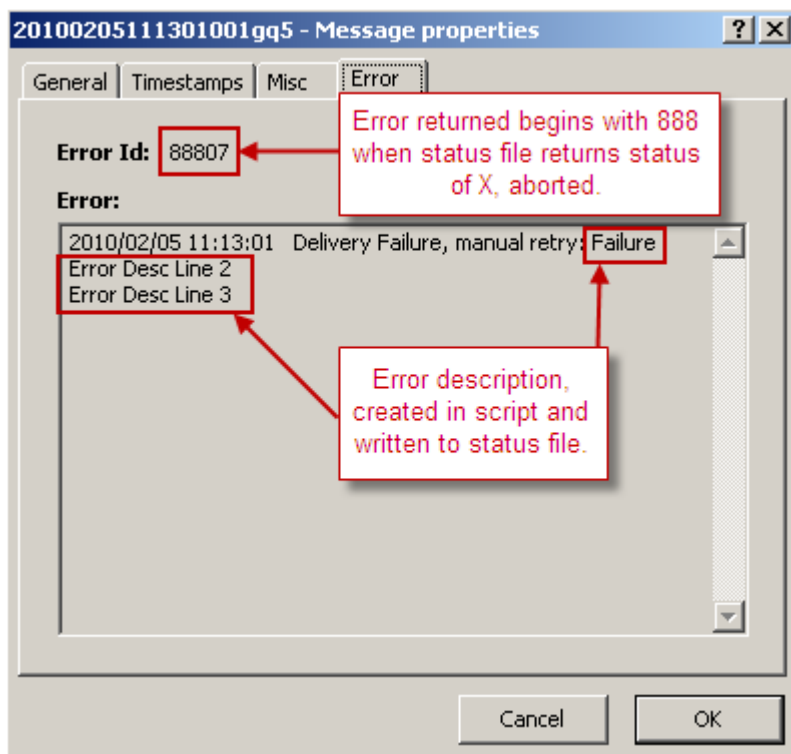 20100205111301001gq5 - Message properties
General
Timestamps
Misc
Error
Error returned begins with 888
when status file returns status
of X, aborted.
Error Id: 88807
Error:
2010/02/05 11:13:01 Delivery Failure, manual retry: Failure
Error Desc Line 2
Error Desc Line 3
Error description,
created in script and
written to status file.
Cancel
OK